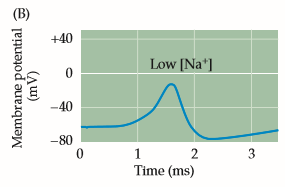 (B)
Membrane potential
(mV)
+40
0
−40
−80
Low [Na⁺]
0 1 2 3
Time (ms)